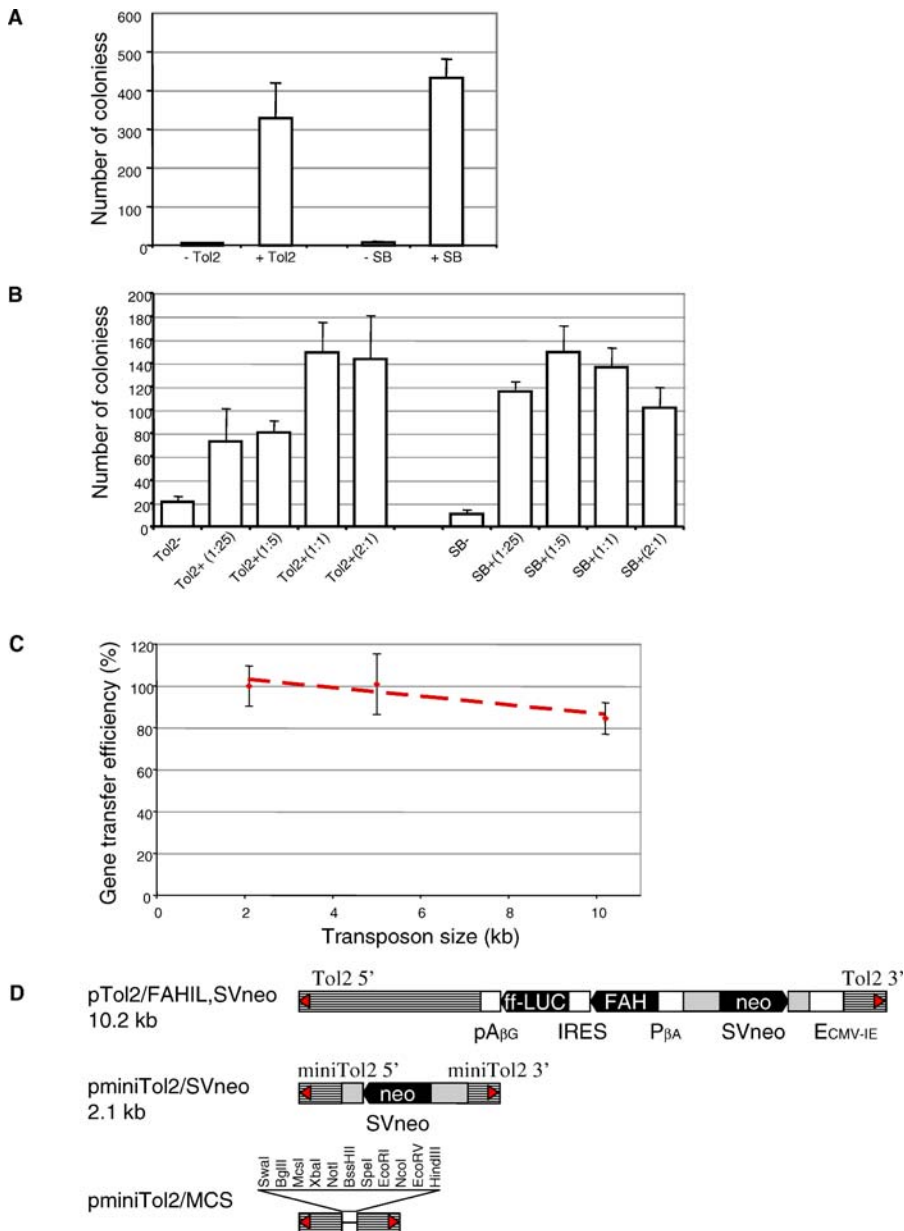 A
Number of coloniess
600
500
400
300
200
100
0
- Tol2
+ Tol2
- SB
+ SB
B
Number of coloniess
200
180
160
140
120
100
80
60
40
20
0
Tol2-
Tol2+ (1:25)
Tol2+(1:5)
Tol2+(1:1)
Tol2+(2:1)
SB-
SB+(1:25)
SB+(1:5)
SB+(1:1)
SB+(2:1)
C
Gene transfer efficiency (%)
120
100
80
60
40
20
0
0
2
4
6
8
10
Transposon size (kb)
D
Tol2 5’
Tol2 3’
pTol2/FAHIL,SVneo
10.2 kb
ff-LUC
FAH
neo
pAβG
IRES
PβA
SVneo
ECMV-IE
miniTol2 5’
miniTol2 3’
pminiTol2/SVneo
2.1 kb
neo
SVneo
SwaI
BglII
McsI
XbaI
NotI
BssHII
SpeI
EcoRI
NcoI
EcoRV
HindIII
pminiTol2/MCS